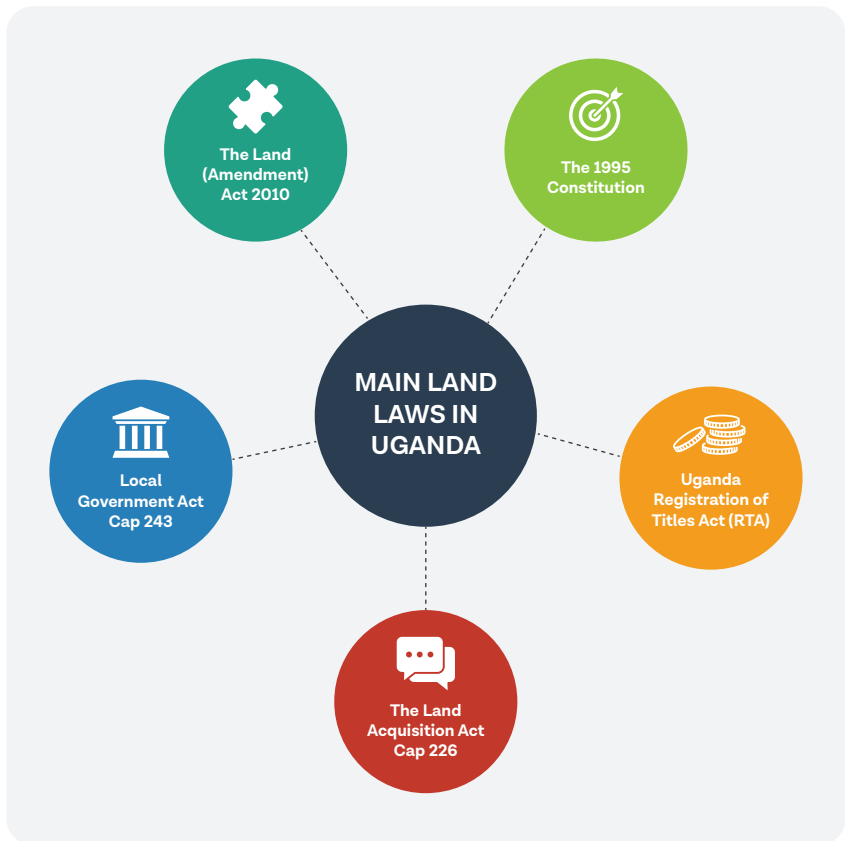 The Land
(Amendment)
Act 2010
The 1995
Constitution
MAIN LAND
LAWS IN
UGANDA
Local
Government Act
Cap 243
Uganda
Registration of
Titles Act (RTA)
The Land
Acquisition Act
Cap 226